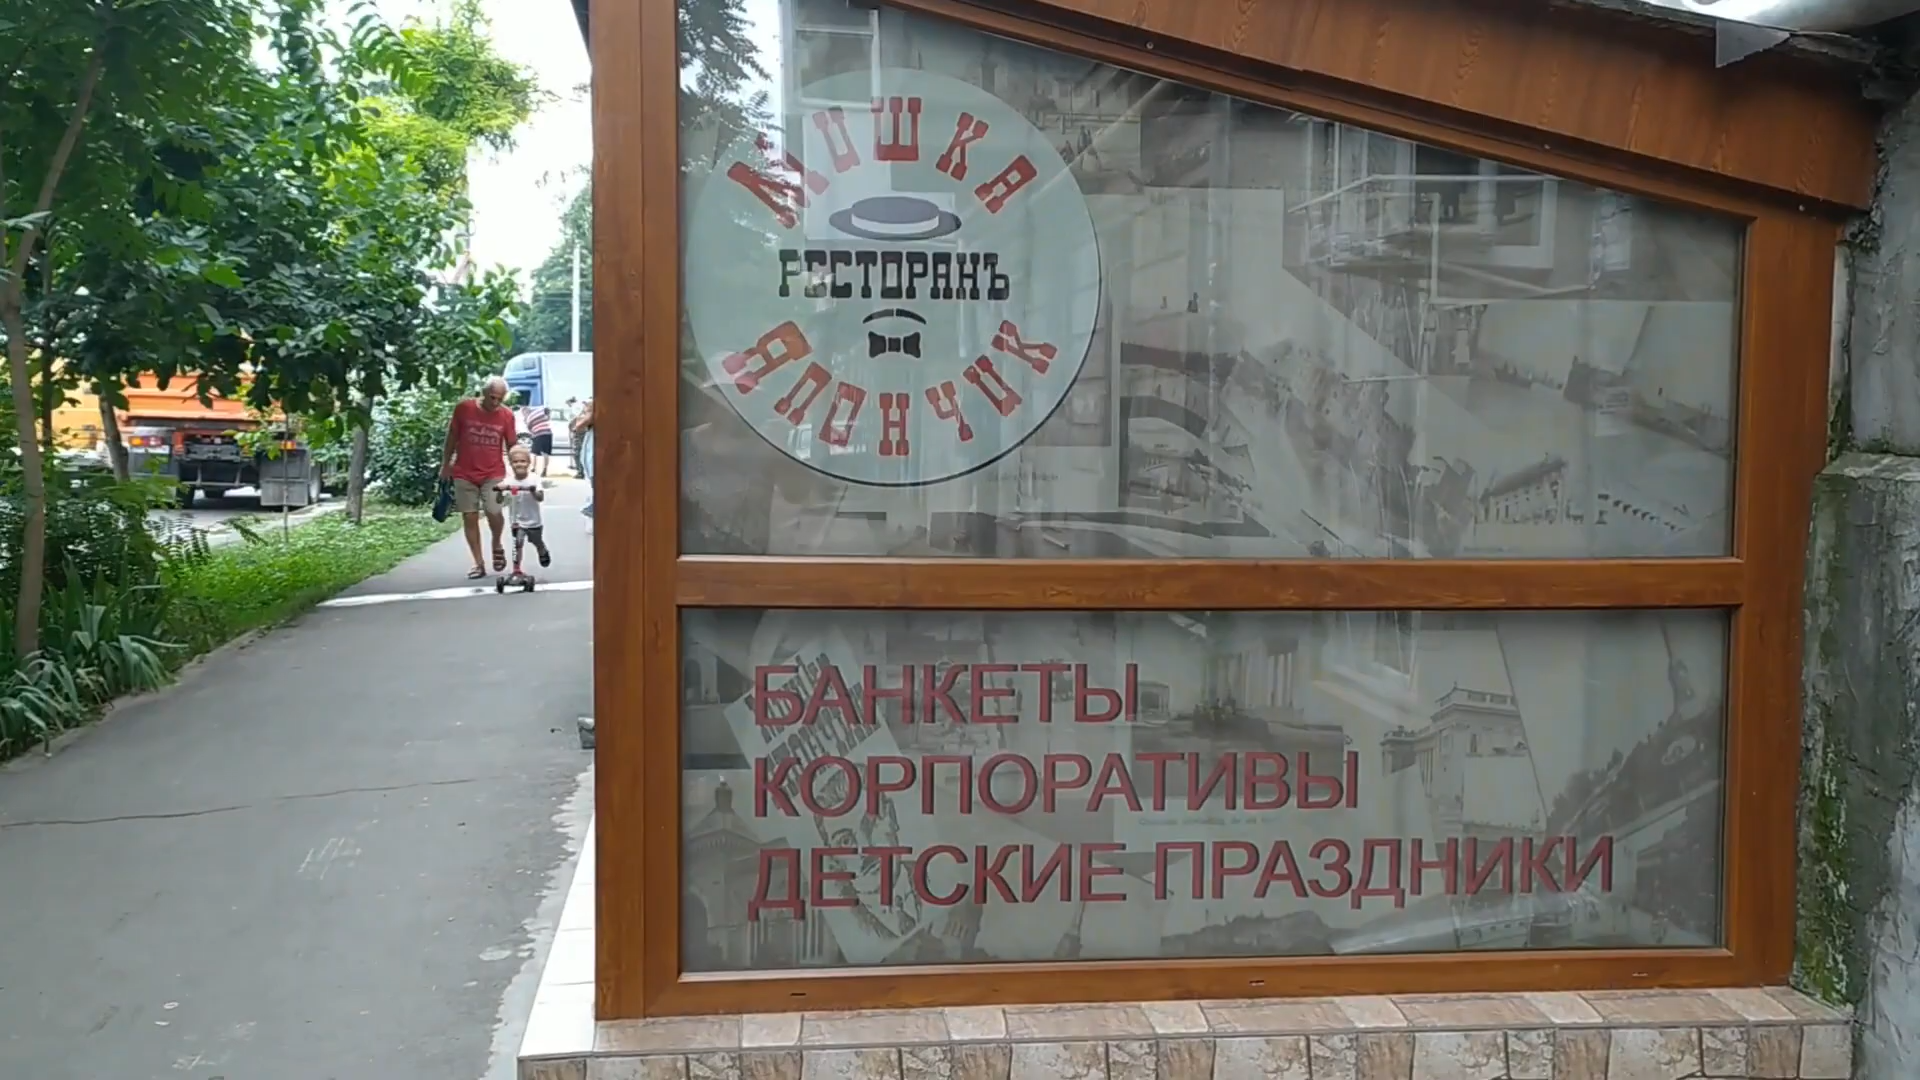 МИШКА
РЕСТОРАНЪ
ЯПОНЧИК
БАНКЕТЫ
КОРПОРАТИВЫ
ДЕТСКИЕ ПРАЗДНИКИ